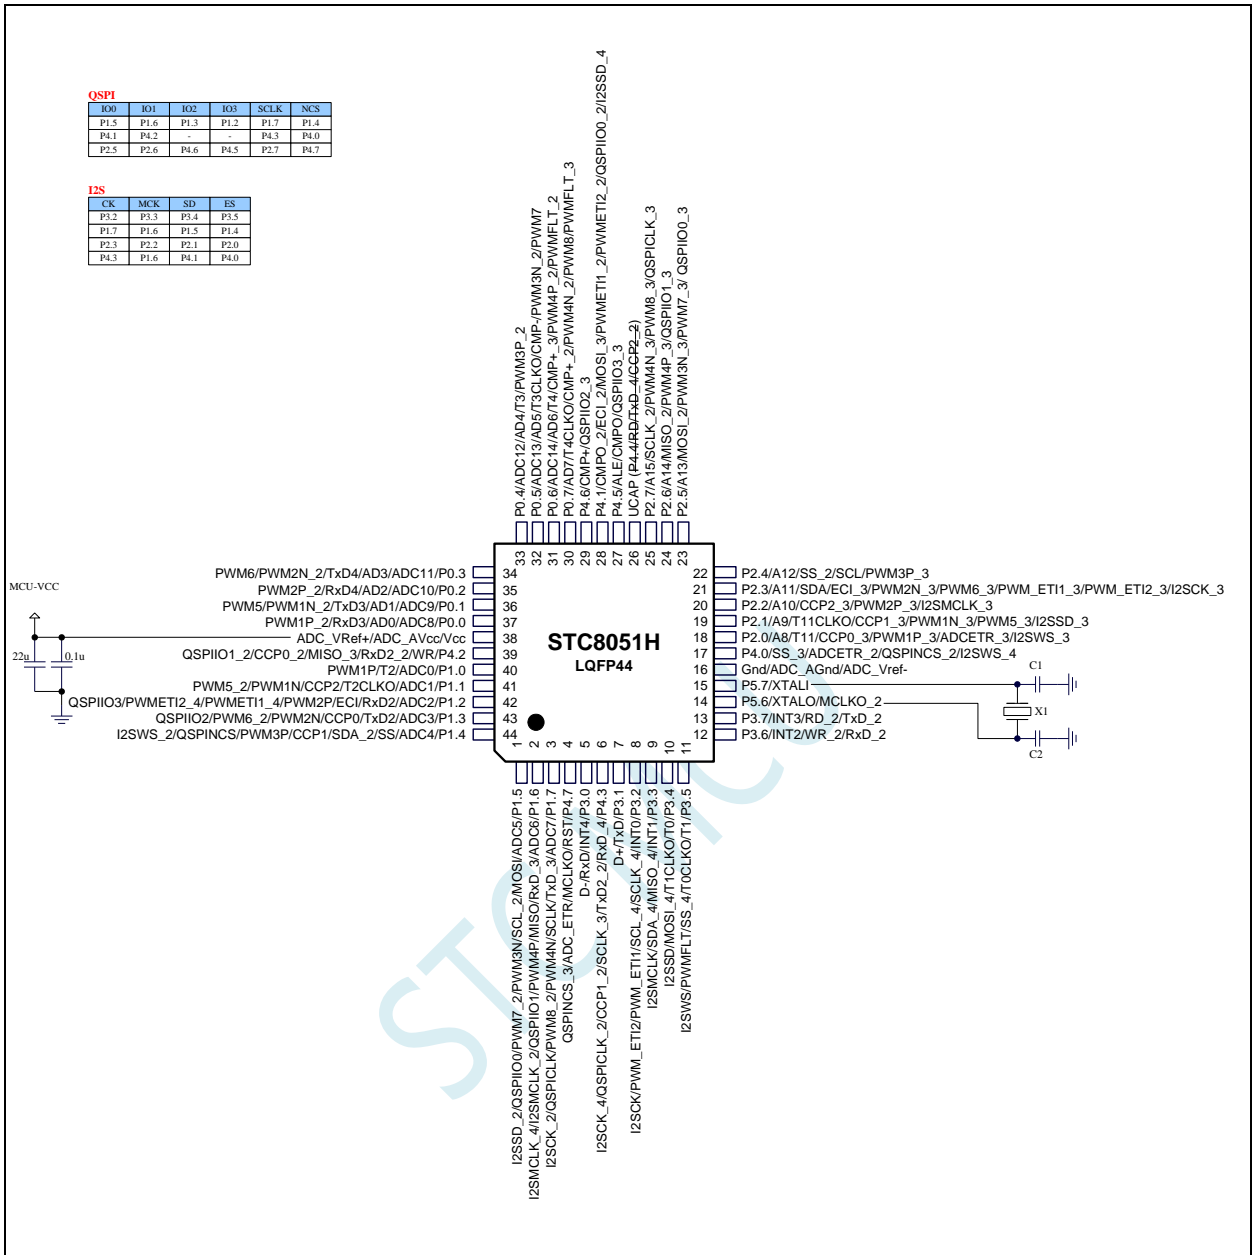 QSPI
IO0 IO1 IO2 IO3 SCLK NCS
P1.5 P1.6 P1.3 P1.2 P1.7 P1.4
P4.1 P4.2 - - P4.3 P4.0
P2.5 P2.6 P4.6 P4.5 P2.7 P4.7
I2S
CK MCK SD ES
P3.2 P3.3 P3.4 P3.5
P1.7 P1.6 P1.5 P1.4
P2.3 P2.2 P2.1 P2.0
P4.3 P1.6 P4.1 P4.0
P0.4/ADC12/AD4/T3/PWM3P_2
P0.5/ADC13/AD5/T3CLKO/CMP-/PWM3N_2/PWM7
P0.6/ADC14/AD6/T4/CMP+_3/PWM4P_2/PWMFLT_2
P0.7/AD7/T4CLKO/CMP+_2/PWM4N_2/PWM8/PWMFLT_3
P4.6/CMP+/QSPIIO2_3
P4.1/CMPO_2/ECI_2/MOSI_3/PWMETI1_2/PWMETI2_2/QSPIIO0_2/I2SSD_4
P4.5/ALE/CMPO/QSPIIO3_3
UCAP (P4.4/RD/TxD_4/CCP2_2)
P2.7/A15/SCLK_2/PWM4N_3/PWM8_3/QSPICLK_3
P2.6/A14/MISO_2/PWM4P_3/QSPIIO1_3
P2.5/A13/MOSI_2/PWM3N_3/PWM7_3/ QSPIIO0_3
33 32 31 30 29 28 27 26 25 24 23
PWM6/PWM2N_2/TxD4/AD3/ADC11/P0.3 34
PWM2P_2/RxD4/AD2/ADC10/P0.2 35
PWM5/PWM1N_2/TxD3/AD1/ADC9/P0.1 36
PWM1P_2/RxD3/AD0/ADC8/P0.0 37
ADC_VRef+/ADC_AVcc/Vcc 38
QSPIIO1_2/CCP0_2/MISO_3/RxD2_2/WR/P4.2 39
PWM1P/T2/ADC0/P1.0 40
PWM5_2/PWM1N/CCP2/T2CLKO/ADC1/P1.1 41
QSPIIO3/PWMETI2_4/PWMETI1_4/PWM2P/ECI/RxD2/ADC2/P1.2 42
QSPIIO2/PWM6_2/PWM2N/CCP0/TxD2/ADC3/P1.3 43
I2SWS_2/QSPINCS/PWM3P/CCP1/SDA_2/SS/ADC4/P1.4 44
MCU-VCC
22u 0.1u
STC8051H
LQFP44
22 P2.4/A12/SS_2/SCL/PWM3P_3
21 P2.3/A11/SDA/ECI_3/PWM2N_3/PWM6_3/PWM_ETI1_3/PWM_ETI2_3/I2SCK_3
20 P2.2/A10/CCP2_3/PWM2P_3/I2SMCLK_3
19 P2.1/A9/T11CLKO/CCP1_3/PWM1N_3/PWM5_3/I2SSD_3
18 P2.0/A8/T11/CCP0_3/PWM1P_3/ADCETR_3/I2SWS_3
17 P4.0/SS_3/ADCETR_2/QSPINCS_2/I2SWS_4
16 Gnd/ADC_AGnd/ADC_Vref-
15 P5.7/XTALI
14 P5.6/XTALO/MCLKO_2
13 P3.7/INT3/RD_2/TxD_2
12 P3.6/INT2/WR_2/RxD_2
C1
X1
C2
1 2 3 4 5 6 7 8 9 10 11
I2SSD_2/QSPIIO0/PWM7_2/PWM3N/SCL_2/MOSI/ADC5/P1.5
I2SMCLK_4/I2SMCLK_2/QSPIIO1/PWM4P/MISO/RxD_3/ADC6/P1.6
I2SCK_2/QSPICLK/PWM8_2/PWM4N/SCLK/TxD_3/ADC7/P1.7
QSPINCS_3/ADC_ETR/MCLKO/RST/P4.7
D-/RxD/INT4/P3.0
I2SCK_4/QSPICLK_2/CCP1_2/SCLK_3/TxD2_2/RxD_4/P4.3
D+/TxD/P3.1
I2SCK/PWM_ETI2/PWM_ETI1/SCL_4/SCLK_4/INT0/P3.2
I2SMCLK/SDA_4/MISO_4/INT1/P3.3
I2SSD/MOSI_4/T1CLKO/T0/P3.4
I2SWS/PWMFLT/SS_4/T0CLKO/T1/P3.5
STCMCU